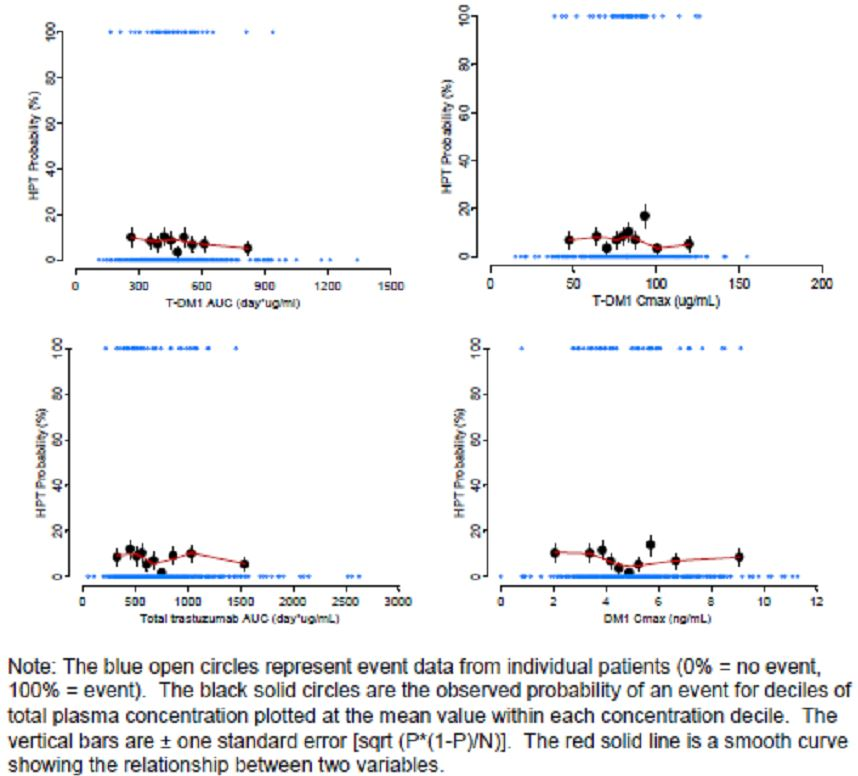 HPT Probability (%)
0 20 40 60 80 100
0 300 600 900 1200 1500
T-DM1 AUC (day*ug/ml)
HPT Probability (%)
0 20 40 60 80 100
0 50 100 150 200
T-DM1 Cmax (ug/mL)
HPT Probability (%)
0 20 40 60 80 100
0 500 1000 1500 2000 2500 3000
Total trastuzumab AUC (day*ug/mL)
HPT Probability (%)
0 20 40 60 80 100
0 2 4 6 8 10 12
DM1 Cmax (ng/mL)
Note: The blue open circles represent event data from individual patients (0% = no event,
100% = event). The black solid circles are the observed probability of an event for deciles of
total plasma concentration plotted at the mean value within each concentration decile. The
vertical bars are ± one standard error [sqrt (P*(1-P)/N)]. The red solid line is a smooth curve
showing the relationship between two variables.